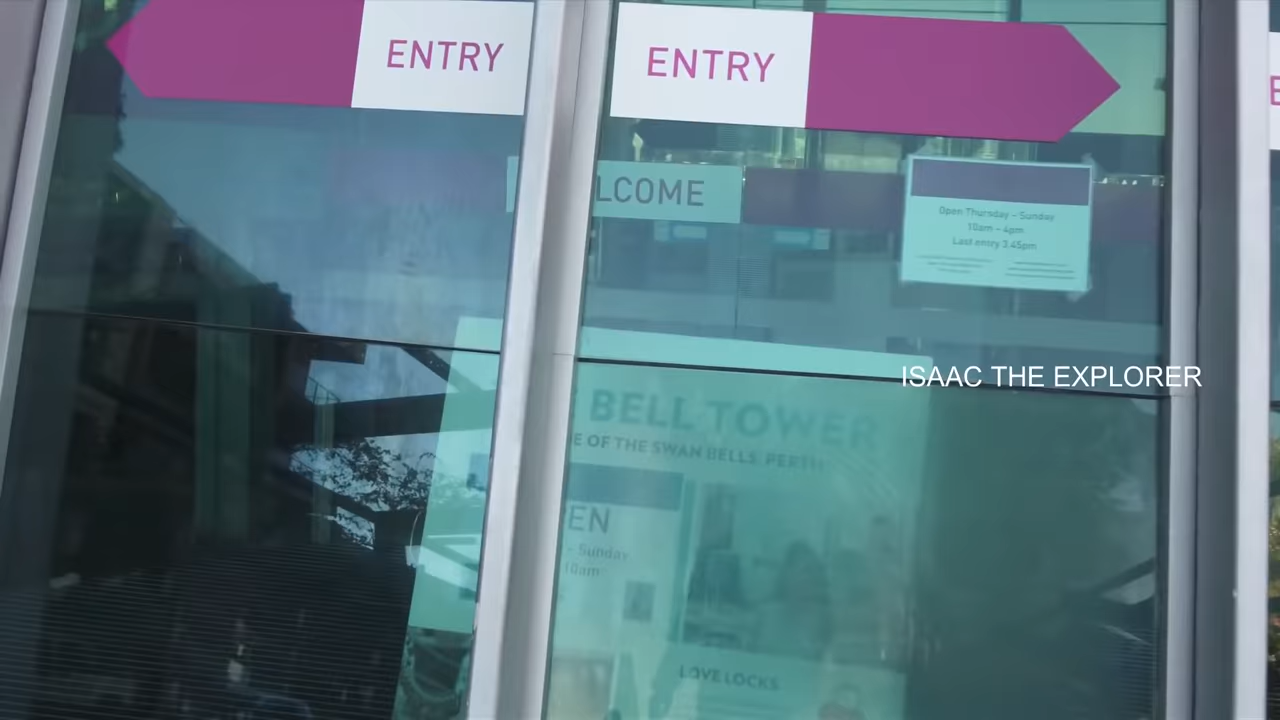 ENTRY
ENTRY
LCOME
Open Thursday – Sunday
10am – 4pm
Last entry 3.45pm
ISAAC THE EXPLORER
BELL TOWER
E OF THE SWAN BELLS, PERTH
EN
– Sunday
10am
LOVE LOCKS
E